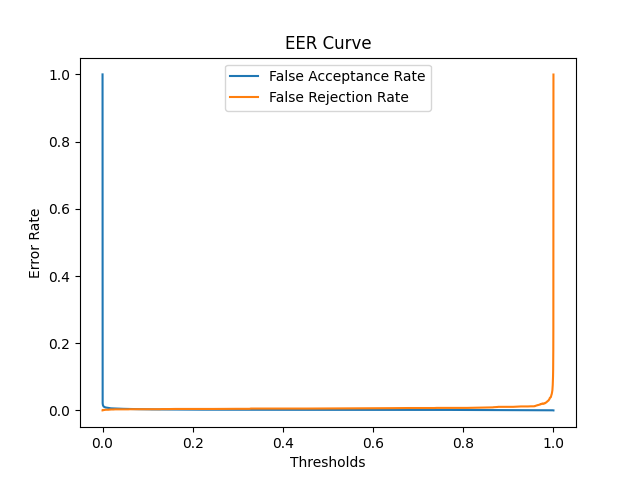 EER Curve
False Acceptance Rate
False Rejection Rate
1.0
0.8
0.6
0.4
0.2
0.0
Error Rate
0.0 0.2 0.4 0.6 0.8 1.0
Thresholds